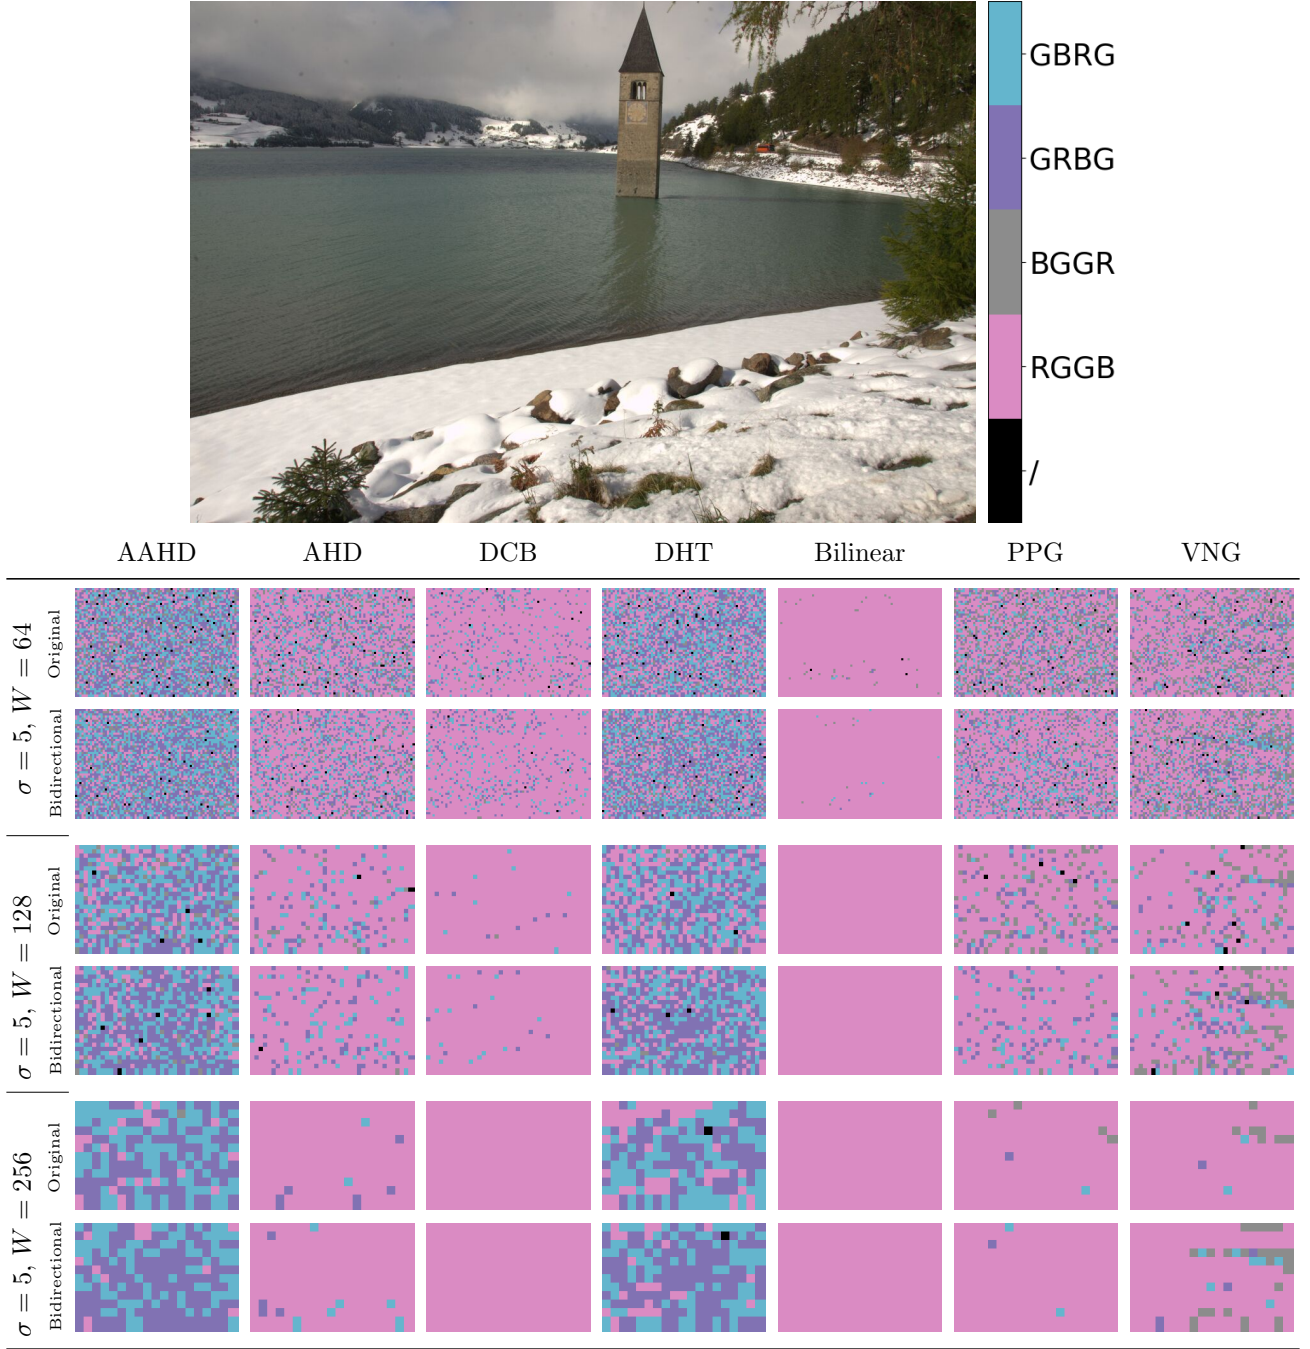 GBRG
GRBG
BGGR
RGGB
/
AAHD AHD DCB DHT Bilinear PPG VNG
σ = 5, W = 64
Original
Bidirectional
σ = 5, W = 128
Original
Bidirectional
σ = 5, W = 256
Original
Bidirectional